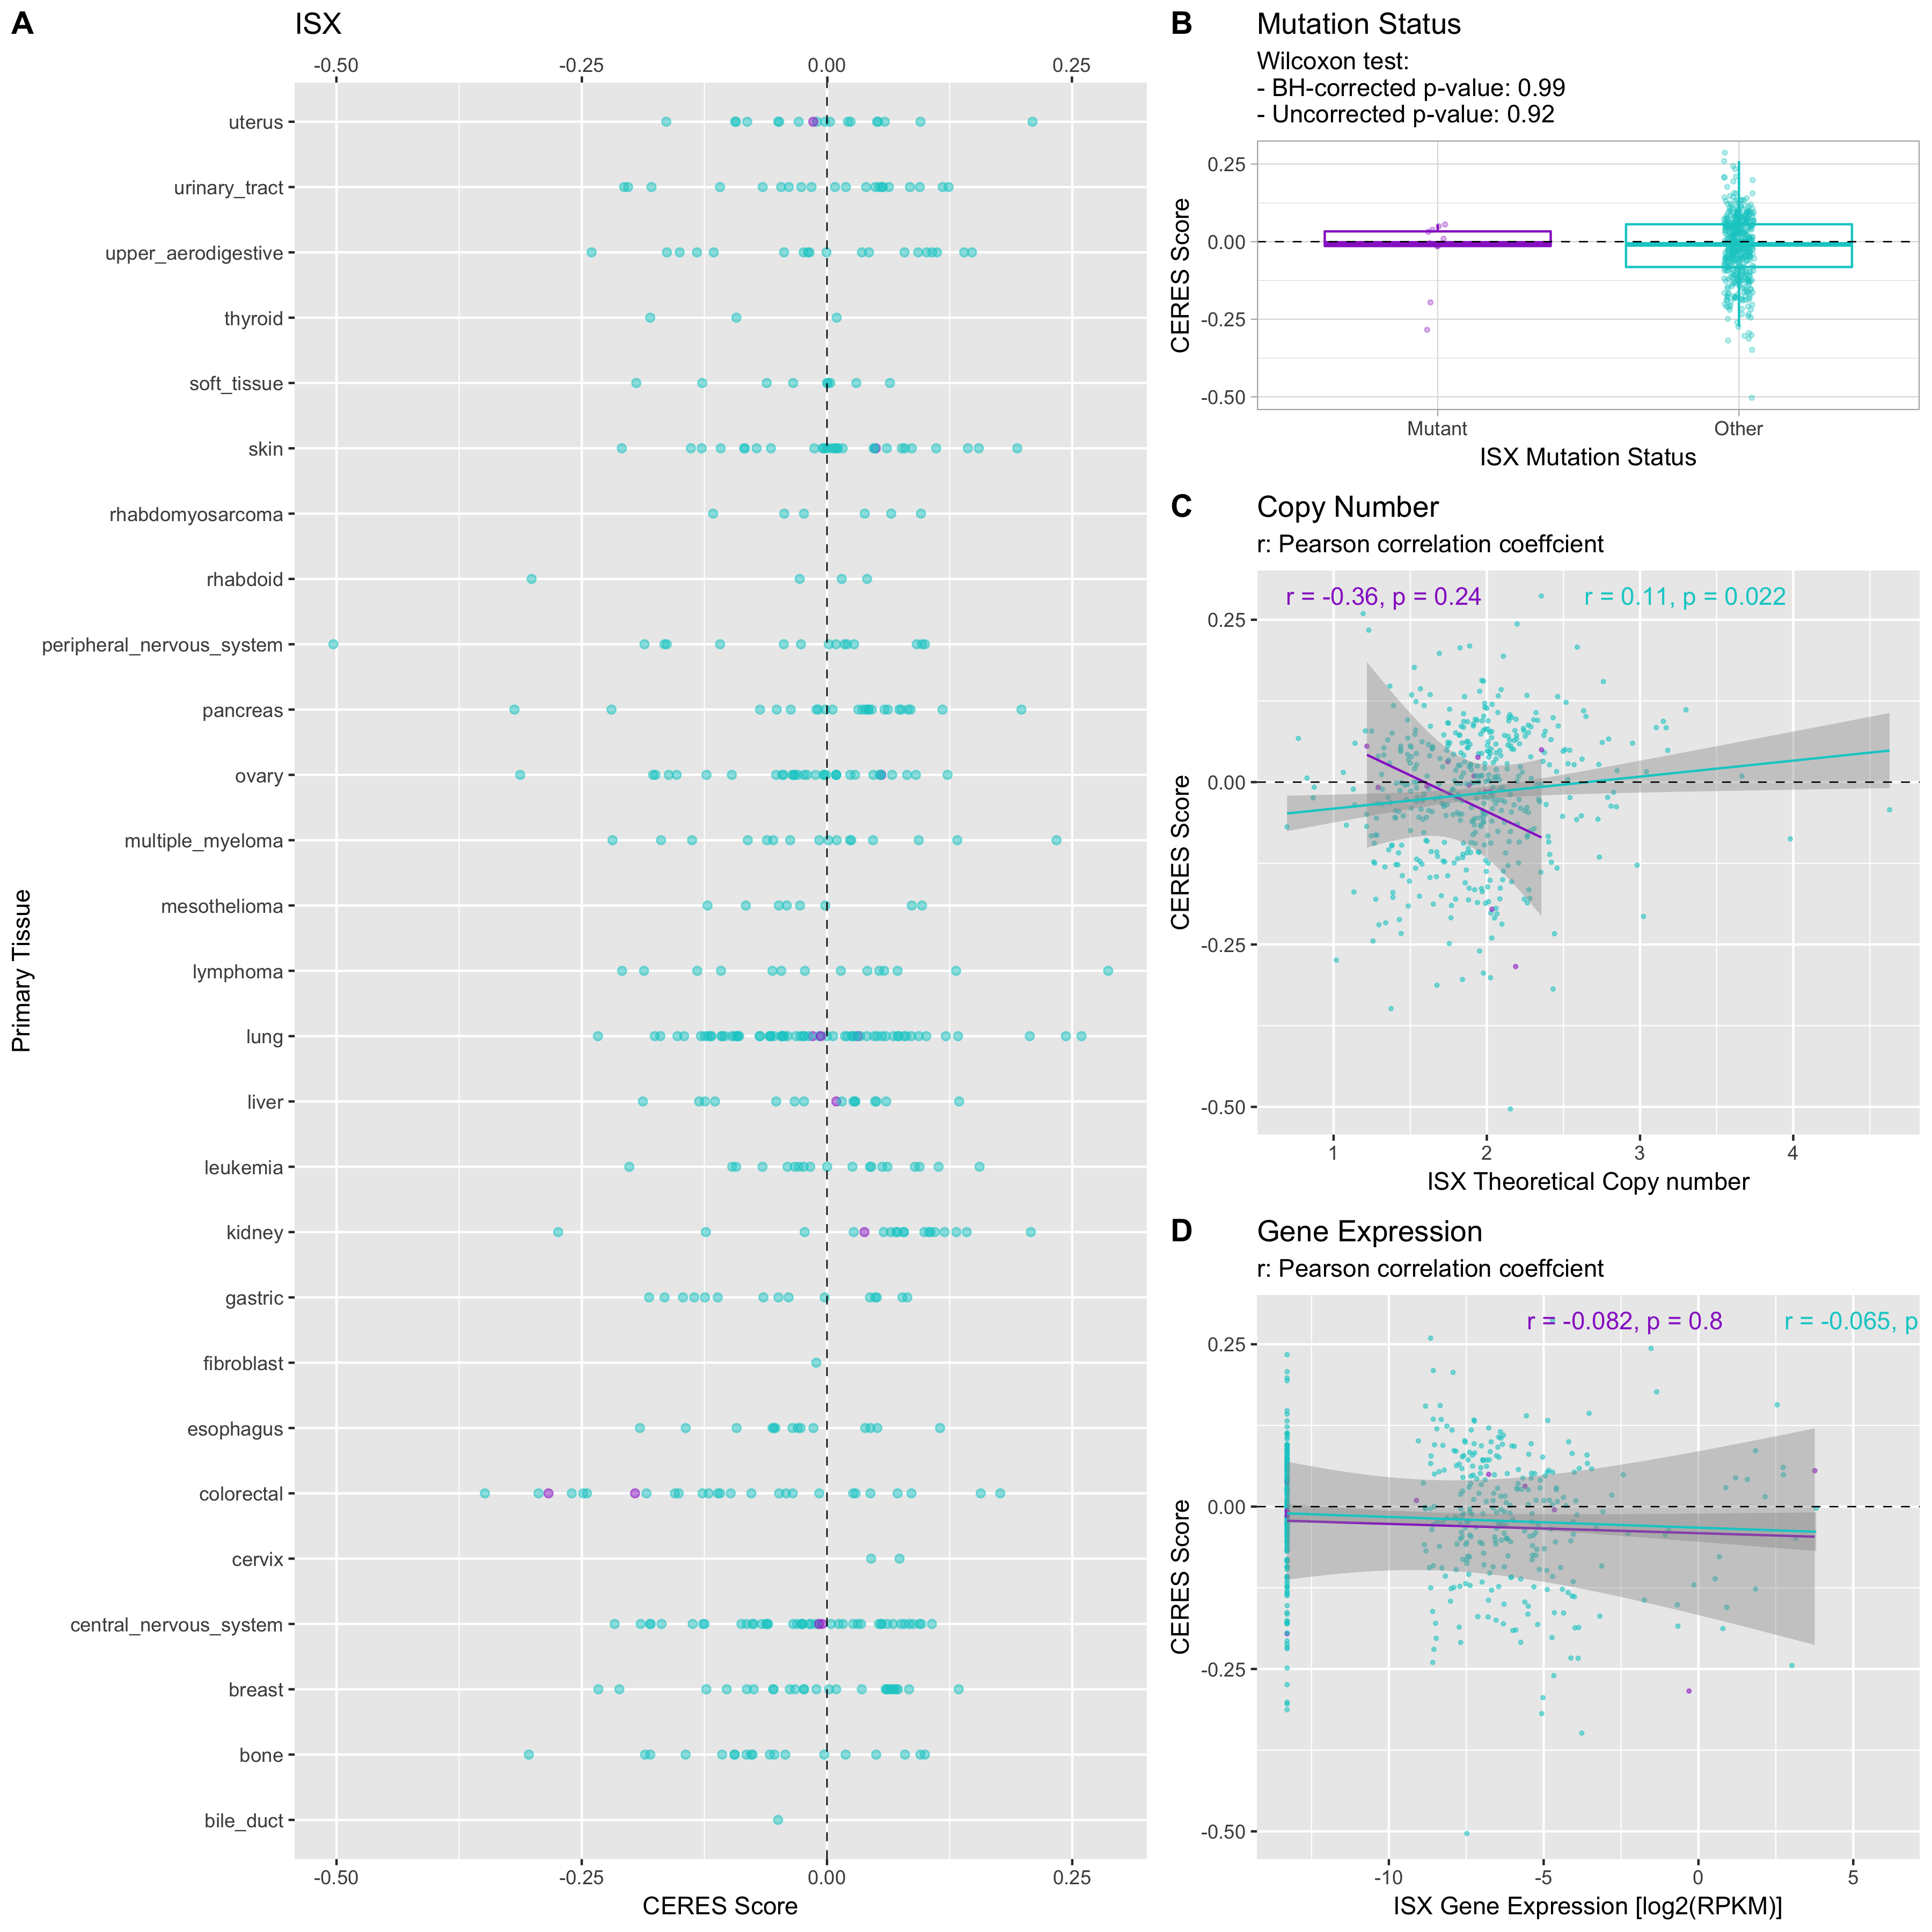 A
ISX
-0.50 -0.25 0.00 0.25
uterus
urinary_tract
upper_aerodigestive
thyroid
soft_tissue
skin
rhabdomyosarcoma
rhabdoid
peripheral_nervous_system
pancreas
ovary
multiple_myeloma
mesothelioma
lymphoma
lung
liver
leukemia
kidney
gastric
fibroblast
esophagus
colorectal
cervix
central_nervous_system
breast
bone
bile_duct
Primary Tissue
-0.50 -0.25 0.00 0.25
CERES Score
B
Mutation Status
Wilcoxon test:
- BH-corrected p-value: 0.99
- Uncorrected p-value: 0.92
0.25
0.00
-0.25
-0.50
CERES Score
Mutant Other
ISX Mutation Status
C
Copy Number
r: Pearson correlation coeffcient
r = -0.36, p = 0.24 r = 0.11, p = 0.022
0.25
0.00
-0.25
-0.50
CERES Score
1 2 3 4
ISX Theoretical Copy number
D
Gene Expression
r: Pearson correlation coeffcient
r = -0.082, p = 0.8 r = -0.065, p
0.25
0.00
-0.25
-0.50
CERES Score
-10 -5 0 5
ISX Gene Expression [log2(RPKM)]